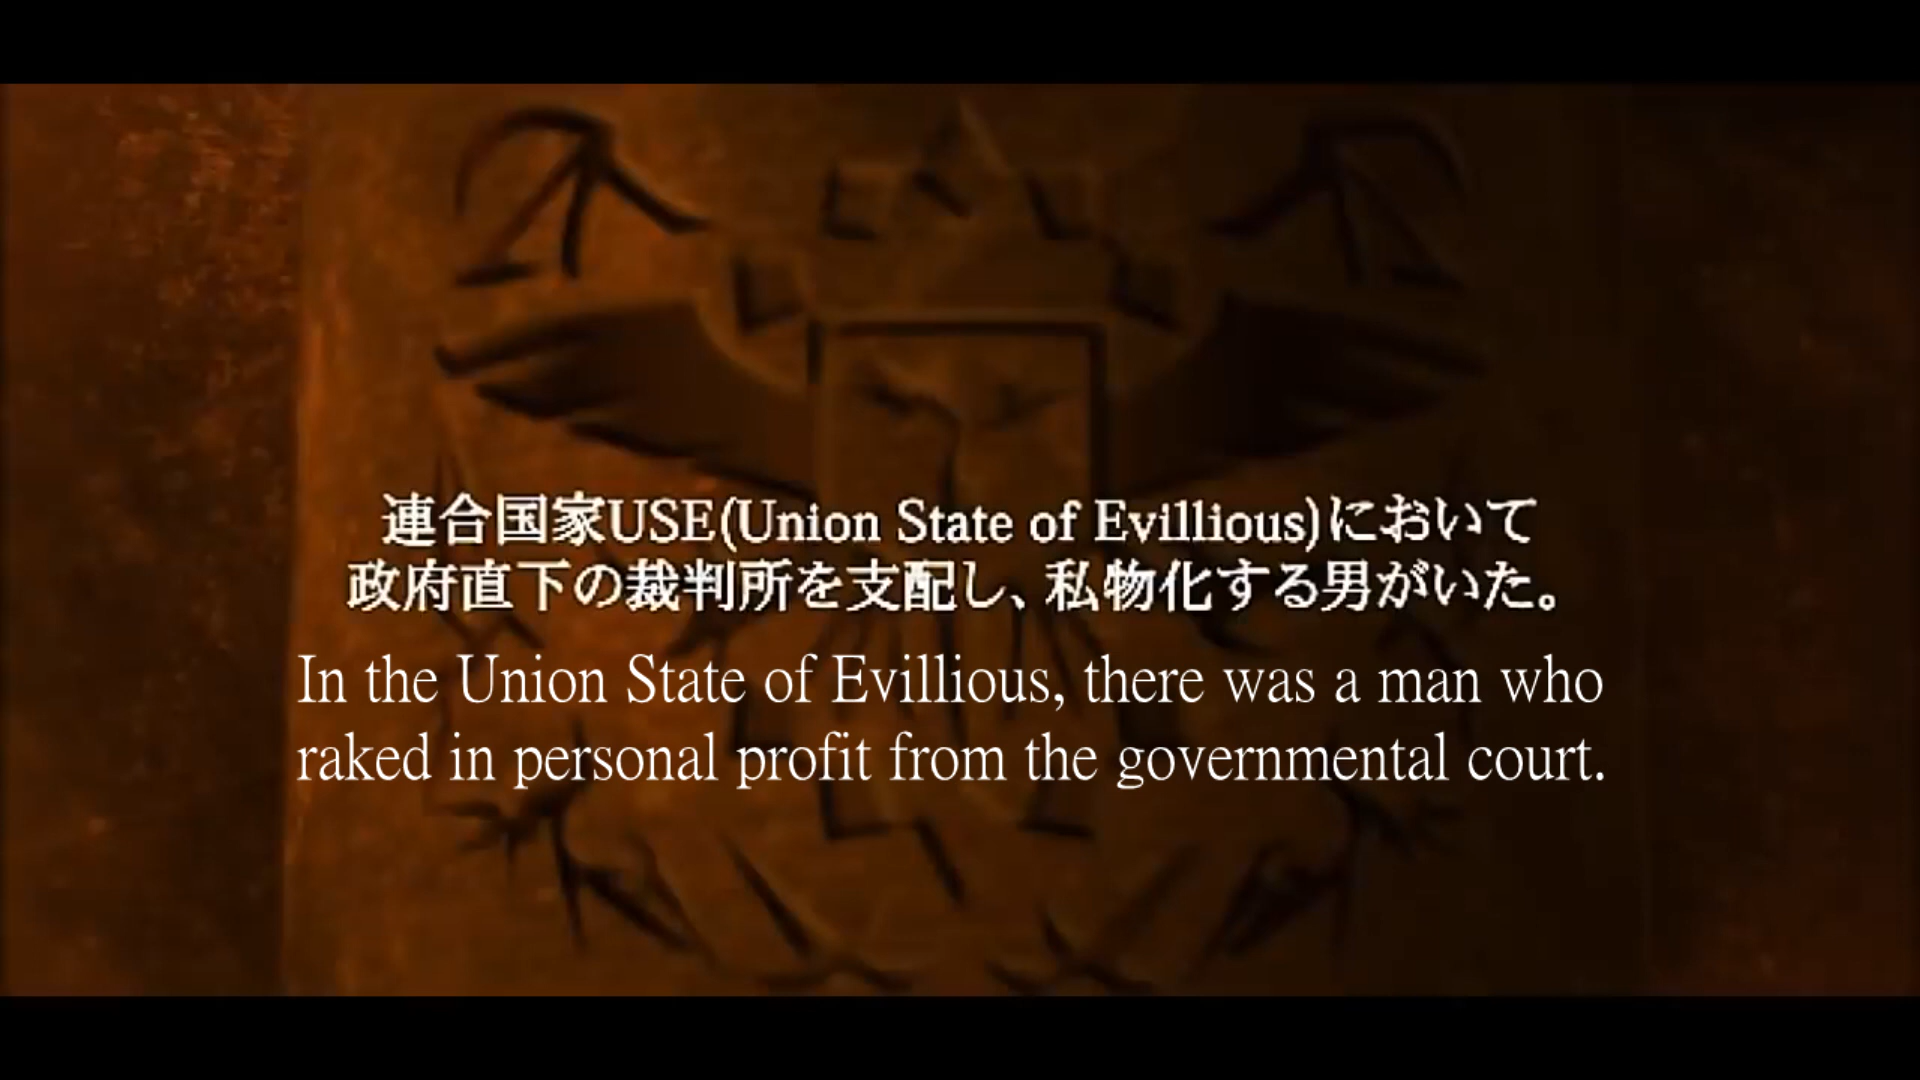 連合国家USE(Union State of Evillious)において
政府直下の裁判所を支配し、私物化する男がいた。
In the Union State of Evillious, there was a man who
raked in personal profit from the governmental court.